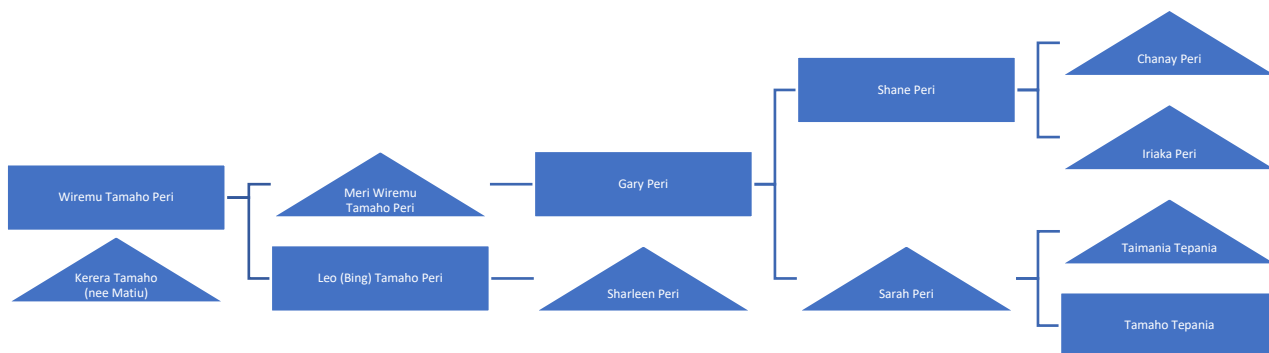 Wiremu Tamaho Peri
Kerera Tamaho
(nee Matiu)
Meri Wiremu
Tamaho Peri
Leo (Bing) Tamaho Peri
Gary Peri
Sharleen Peri
Shane Peri
Sarah Peri
Chanay Peri
Iriaka Peri
Taimania Tepania
Tamaho Tepania